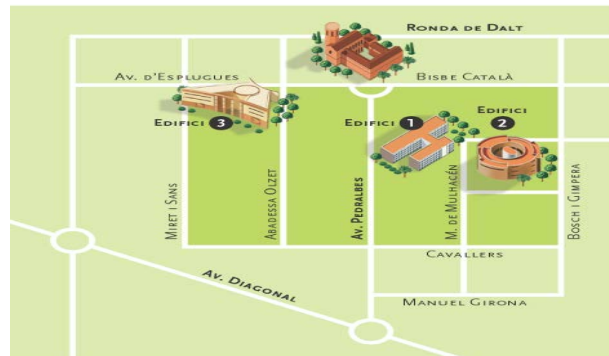 RONDA DE DALT
AV. D'ESPLUGUES
BISBE CATALÀ
EDIFICI 3
EDIFICI 1
EDIFICI
2
MIRET I SANS
ABADESSA OLZET
AV. PEDRALBES
M. DE MULHACÉN
BOSCH I GIMPERA
CAVALLERS
AV. DIAGONAL
MANUEL GIRONA